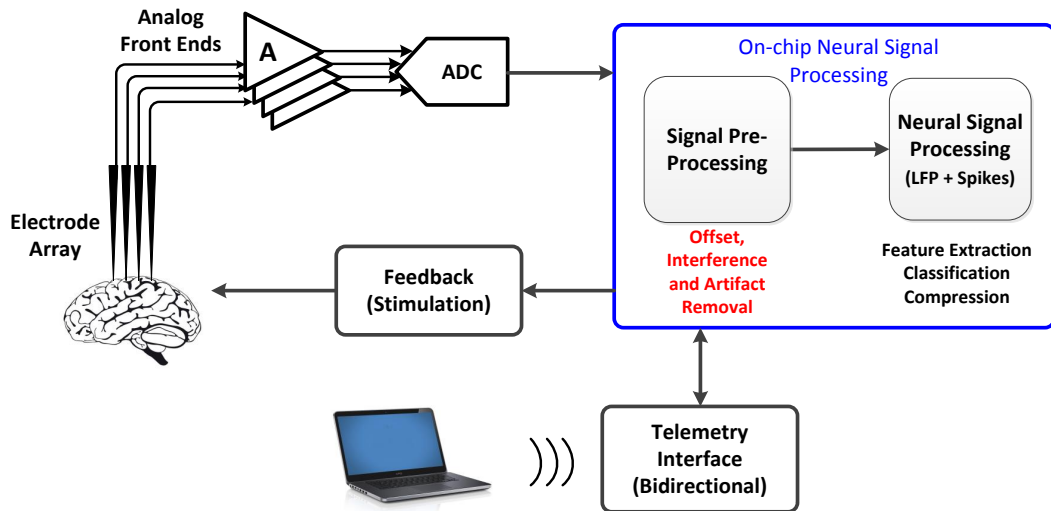 Analog
Front Ends
A
ADC
On-chip Neural Signal
Processing
Signal Pre-
Processing
Neural Signal
Processing
(LFP + Spikes)
Electrode
Array
Offset,
Interference
and Artifact
Removal
Feature Extraction
Classification
Compression
Feedback
(Stimulation)
Telemetry
Interface
(Bidirectional)